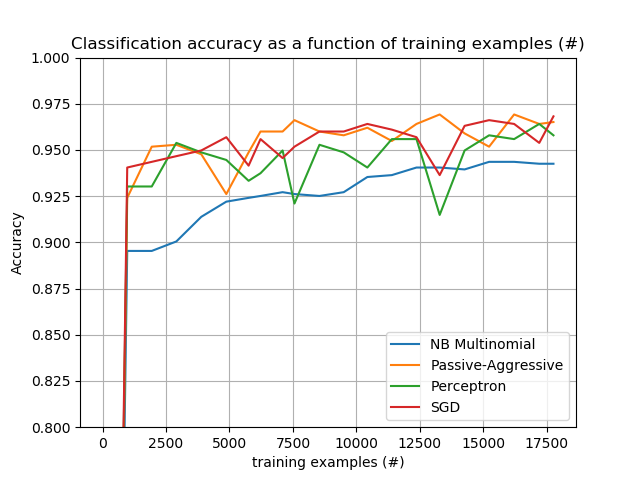 Classification accuracy as a function of training examples (#)
1.000
0.975
0.950
0.925
0.900
0.875
0.850
0.825
0.800
Accuracy
NB Multinomial
Passive-Aggressive
Perceptron
SGD
0 2500 5000 7500 10000 12500 15000 17500
training examples (#)